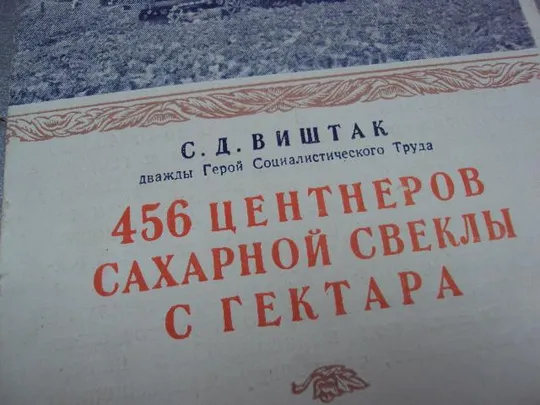 С. Д. ВИШТАК
дважды Герой Социалистического Труда
456 ЦЕНТНЕРОВ
САХАРНОЙ СВЕКЛЫ
С ГЕКТАРА